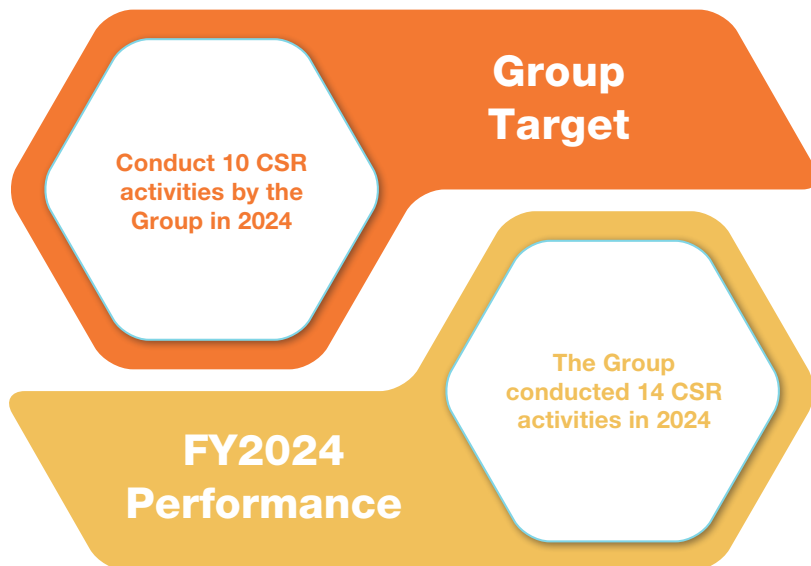 Group
Target
Conduct 10 CSR
activities by the
Group in 2024
The Group
conducted 14 CSR
activities in 2024
FY2024
Performance